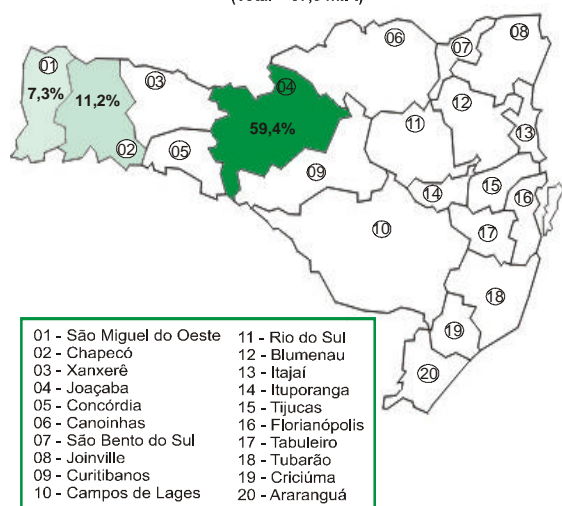 01
06
07
08
03
04
12
7,3%
11,2%
59,4%
11
13
02
05
09
14
15
16
10
17
18
19
20
01 - São Miguel do Oeste
02 - Chapecó
03 - Xanxerê
04 - Joaçaba
05 - Concórdia
06 - Canoinhas
07 - São Bento do Sul
08 - Joinville
09 - Curitibanos
10 - Campos de Lages
11 - Rio do Sul
12 - Blumenau
13 - Itajaí
14 - Ituporanga
15 - Tijucas
16 - Florianópolis
17 - Tabuleiro
18 - Tubarão
19 - Criciúma
20 - Araranguá